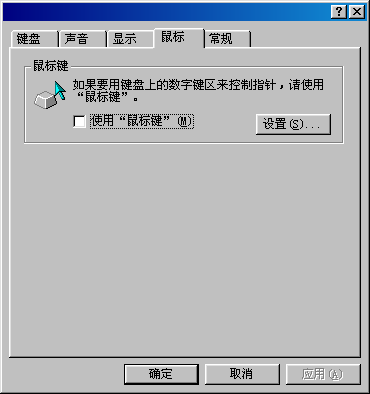 键盘 声音 显示 鼠标 常规
鼠标键
如果要用键盘上的数字键区来控制指针，请使用
“鼠标键”。
使用“鼠标键”(M)
设置(S)...
确定 取消 应用(A)